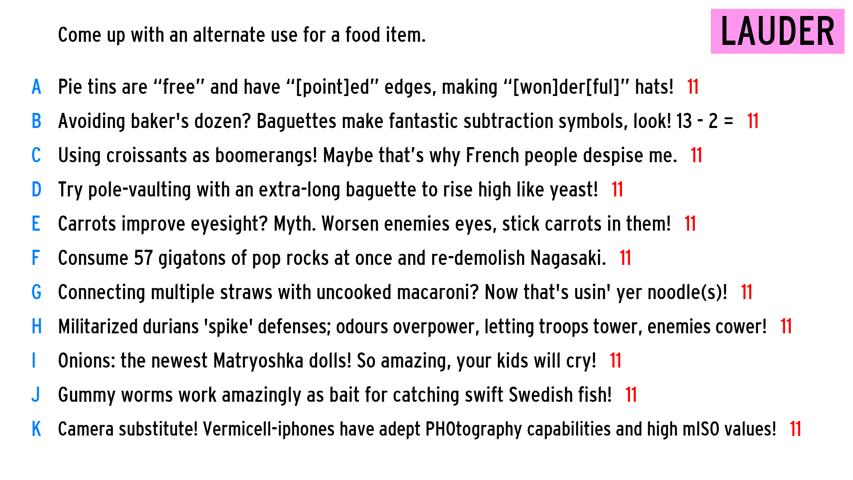 Come up with an alternate use for a food item.
LAUDER
A Pie tins are “free” and have “[point]ed” edges, making “[won]der[ful]” hats! 11
B Avoiding baker's dozen? Baguettes make fantastic subtraction symbols, look! 13 - 2 = 11
C Using croissants as boomerangs! Maybe that’s why French people despise me. 11
D Try pole-vaulting with an extra-long baguette to rise high like yeast! 11
E Carrots improve eyesight? Myth. Worsen enemies eyes, stick carrots in them! 11
F Consume 57 gigatons of pop rocks at once and re-demolish Nagasaki. 11
G Connecting multiple straws with uncooked macaroni? Now that's usin' yer noodle(s)! 11
H Militarized durians 'spike' defenses; odours overpower, letting troops tower, enemies cower! 11
I Onions: the newest Matryoshka dolls! So amazing, your kids will cry! 11
J Gummy worms work amazingly as bait for catching swift Swedish fish! 11
K Camera substitute! Vermicell-iphones have adept PHOtography capabilities and high mISO values! 11